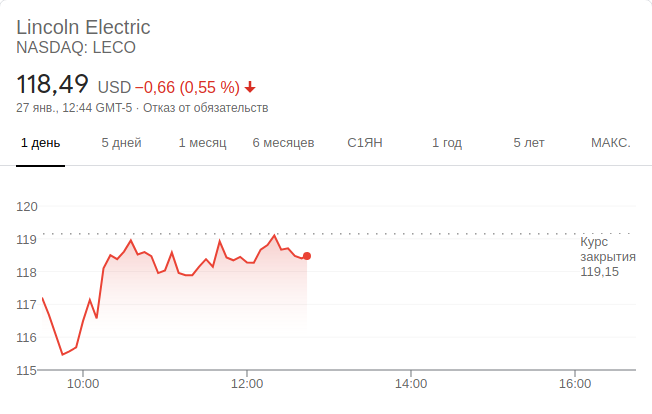 Lincoln Electric
NASDAQ: LECO
118,49 USD −0,66 (0,55 %)
27 янв., 12:44 GMT-5 · Отказ от обязательств
1 день 5 дней 1 месяц 6 месяцев С1ЯН 1 год 5 лет МАКС.
120
119
118
117
116
115
Курс
закрытия
119,15
10:00 12:00 14:00 16:00